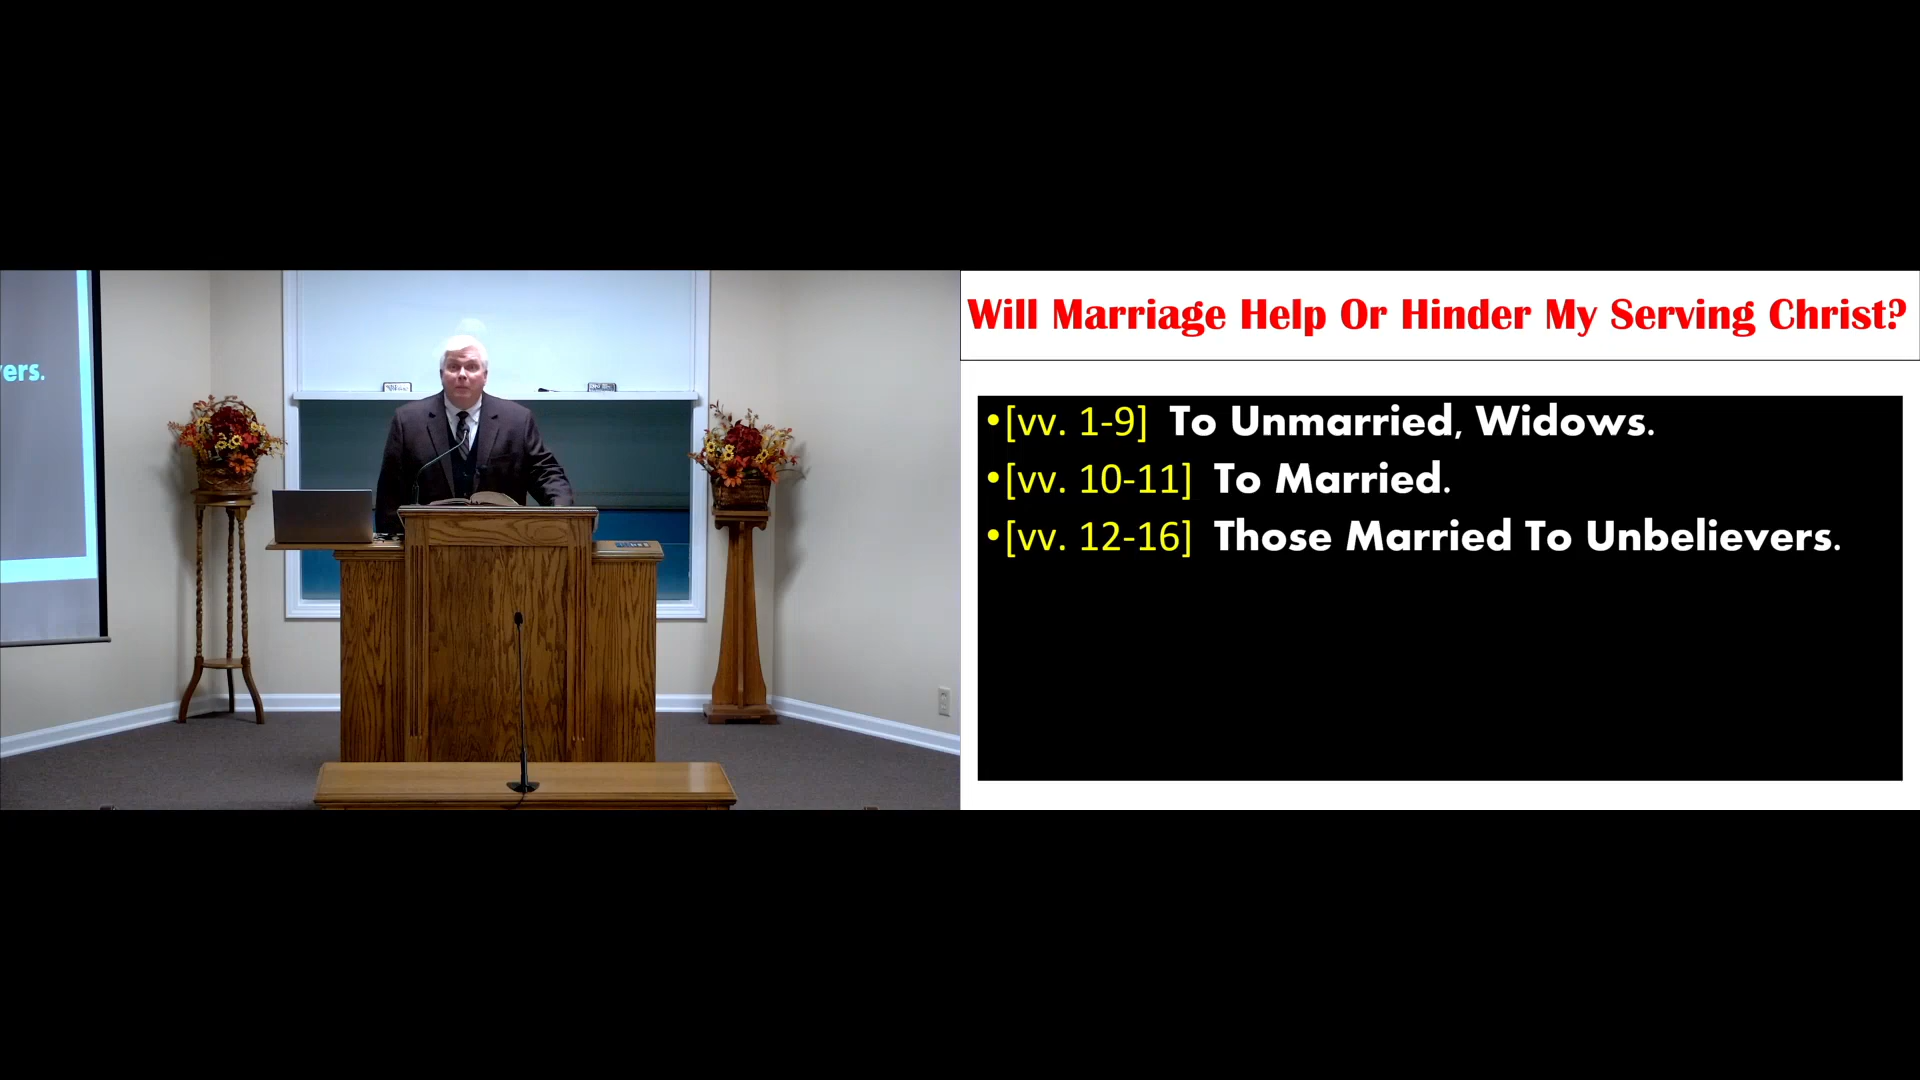 ers.
Will Marriage Help Or Hinder My Serving Christ?
•[vv. 1-9] To Unmarried, Widows.
•[vv. 10-11] To Married.
•[vv. 12-16] Those Married To Unbelievers.